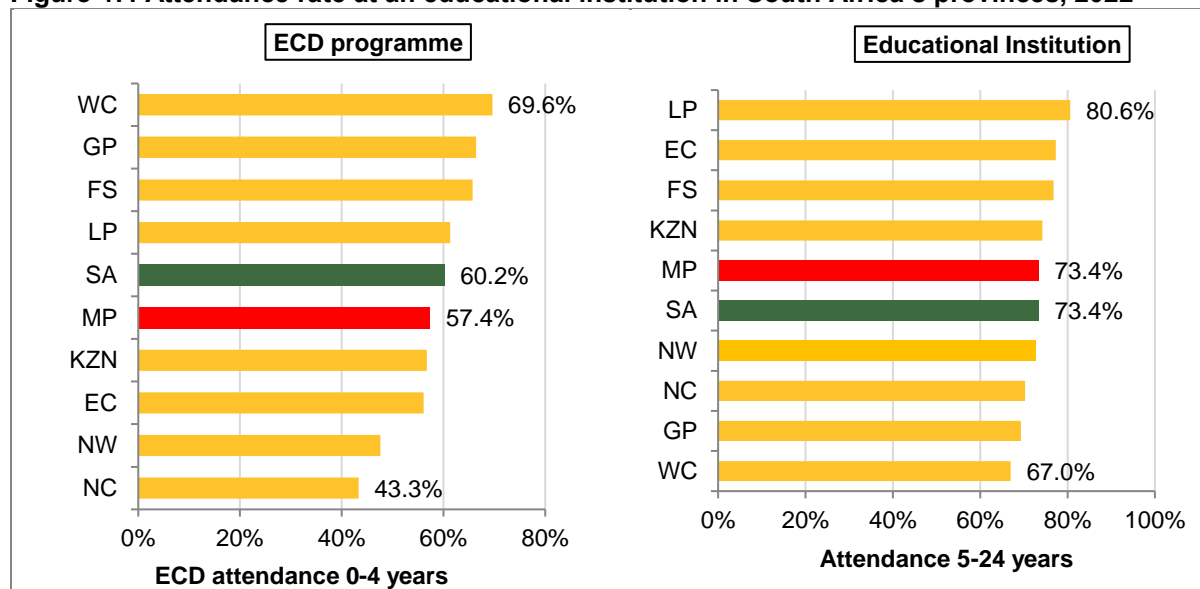 ECD programme
WC
69.6%
GP
FS
LP
SA
60.2%
MP
57.4%
KZN
EC
NW
NC
43.3%
0%
20%
40%
60%
80%
ECD attendance 0-4 years
Educational Institution
LP
80.6%
EC
FS
KZN
MP
73.4%
SA
73.4%
NW
NC
GP
WC
67.0%
0%
20%
40%
60%
80%
100%
Attendance 5-24 years